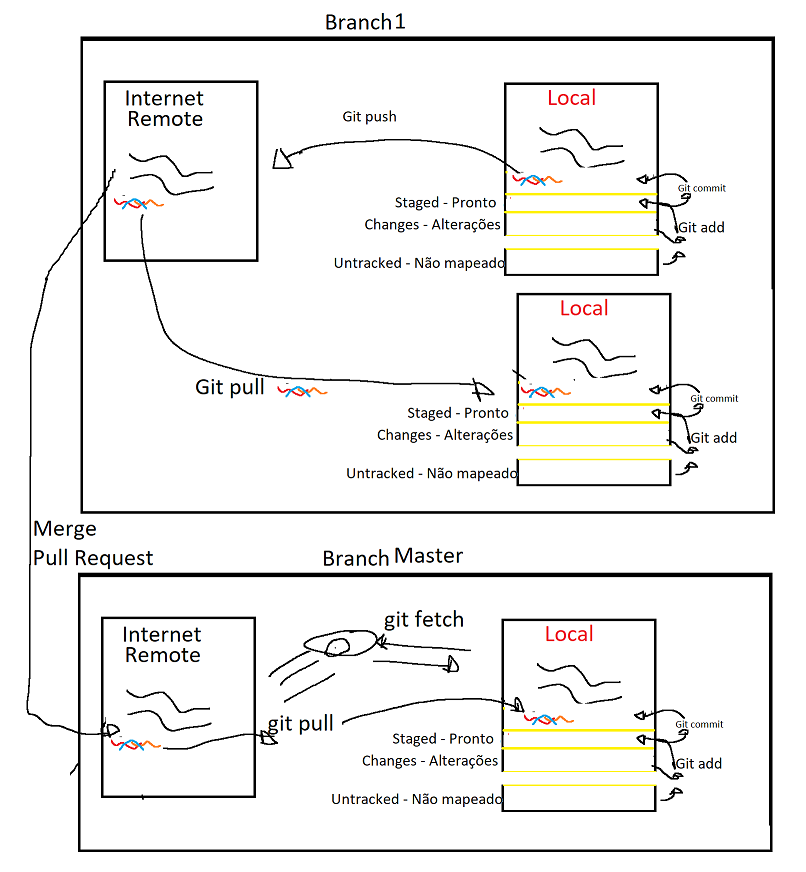 Branch 1
Internet
Remote
Git push
Local
Git commit
Staged - Pronto
Changes - Alterações
Git add
Untracked - Não mapeado
Local
Git pull
Git commit
Staged - Pronto
Changes - Alterações
Git add
Untracked - Não mapeado
Merge
Pull Request
Branch Master
Internet
Remote
git fetch
Local
git pull
Git commit
Staged - Pronto
Changes - Alterações
Git add
Untracked - Não mapeado